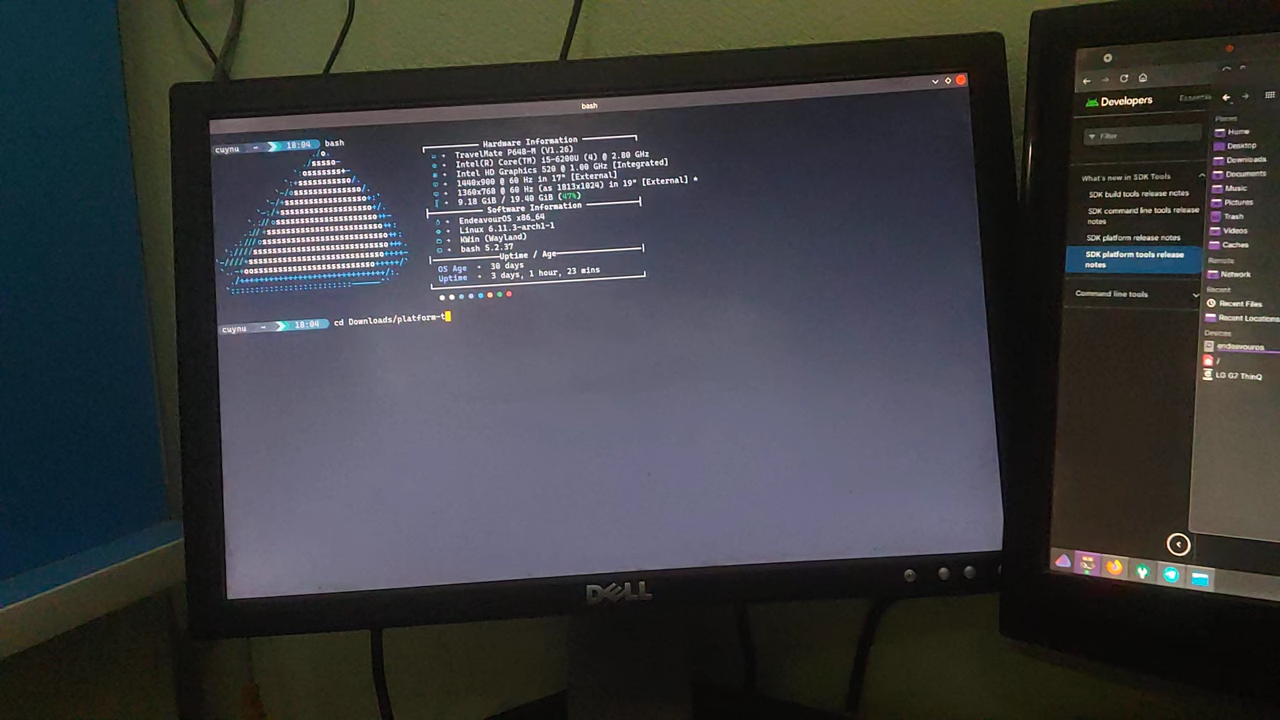 bash
cuynu ~ 18:04 bash
Hardware Information
TravelMate P648-M (V1.26)
Intel(R) Core(TM) i5-6200U (4) @ 2.80 GHz
Intel HD Graphics 520 @ 1.00 GHz [Integrated]
1440x900 @ 60 Hz in 17" [External]
1360x768 @ 60 Hz (as 1813x1024) in 19" [External] *
9.18 GiB / 19.40 GiB (47%)
Software Information
EndeavourOS x86_64
Linux 6.11.3-arch1-1
KWin (Wayland)
bash 5.2.37
Uptime / Age
OS Age 30 days
Uptime 3 days, 1 hour, 23 mins
cuynu ~ 18:04 cd Downloads/platform-t
DELL
Developers Essentials
Filter
What's new in SDK Tools
SDK build tools release notes
SDK command line tools release
notes
SDK platform release notes
SDK platform tools release
notes
Command line tools
Places
Home
Desktop
Downloads
Documents
Music
Pictures
Trash
Videos
Caches
Remote
Network
Recent
Recent Files
Recent Locations
Devices
endeavouros
/
LG G7 ThinQ